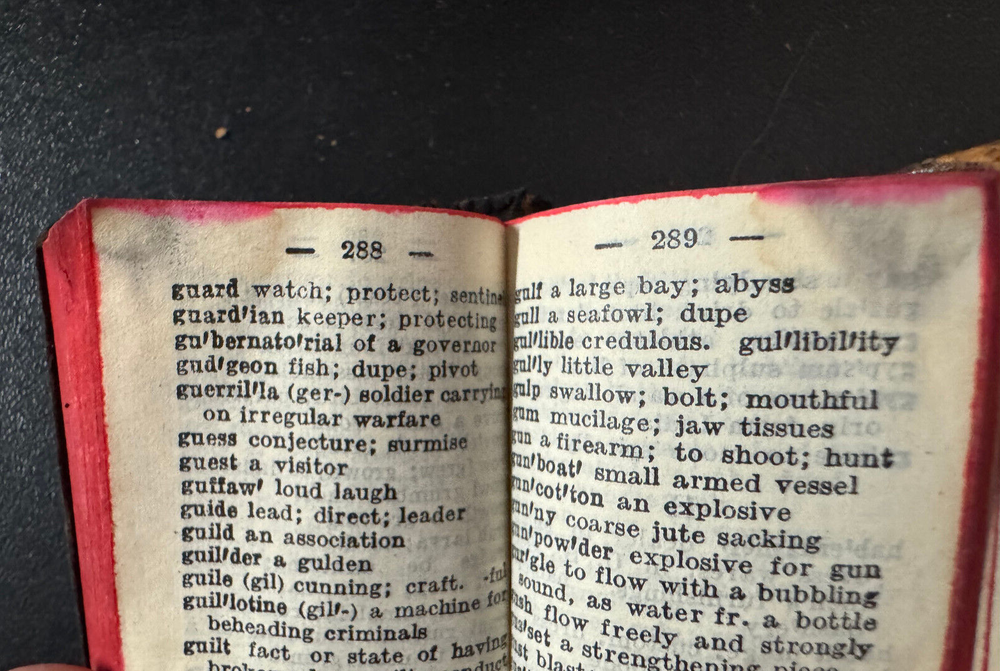 — 288 —
guard watch; protect; sentine
guard′ian keeper; protecting
gu′bernato′rial of a governor
gud′geon fish; dupe; pivot
guerril′la (ger-) soldier carrying
on irregular warfare
guess conjecture; surmise
guest a visitor
guffaw′ loud laugh
guide lead; direct; leader
guild an association
guil′der a gulden
guile (gil) cunning; craft. -ful
guil′lotine (gil′-) a machine for
beheading criminals
guilt fact or state of having
— 289 —
gulf a large bay; abyss
gull a seafowl; dupe
gul′lible credulous. gul′libil′ity
gul′ly little valley
gulp swallow; bolt; mouthful
gum mucilage; jaw tissues
gun a firearm; to shoot; hunt
gun′boat′ small armed vessel
gun′cot′ton an explosive
gun′ny coarse jute sacking
gun′pow′der explosive for gun
gur′gle to flow with a bubbling
sound, as water fr. a bottle
gush flow freely and strongly
gus′set a strengthening piece